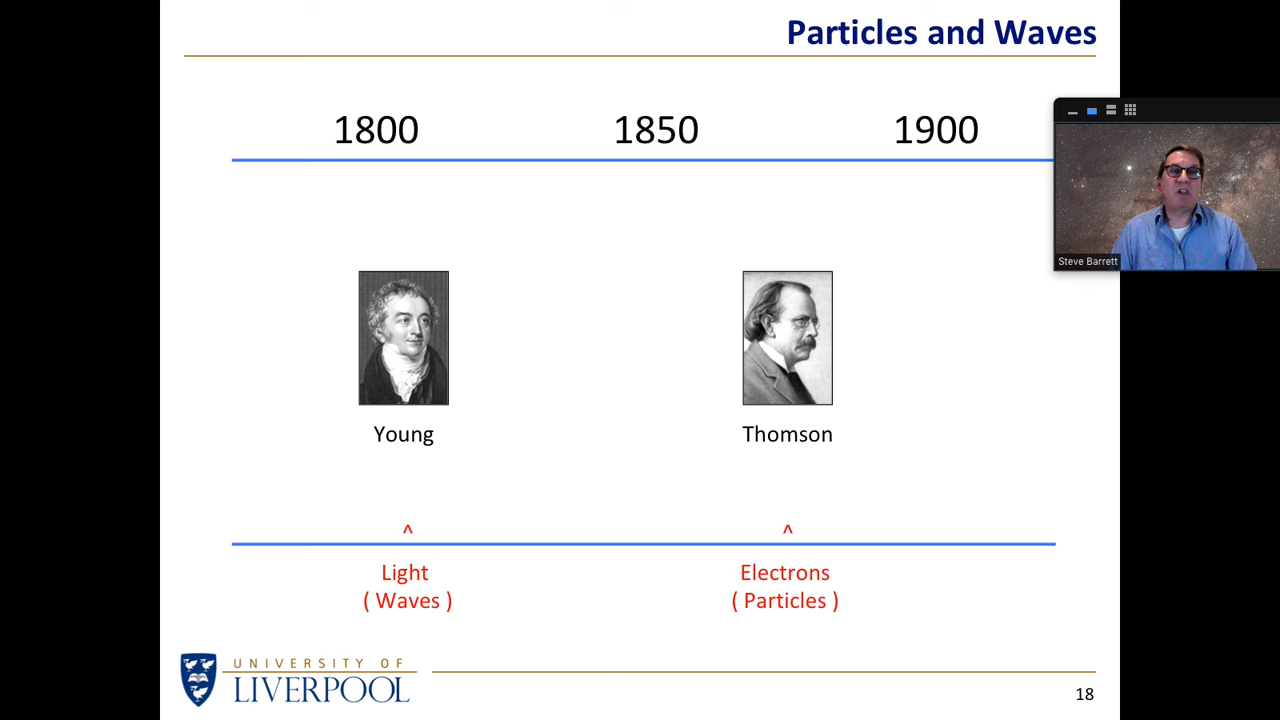 Particles and Waves
1800 1850 1900
Steve Barrett
Young Thomson
^ ^
Light Electrons
( Waves ) ( Particles )
UNIVERSITY OF
LIVERPOOL
18